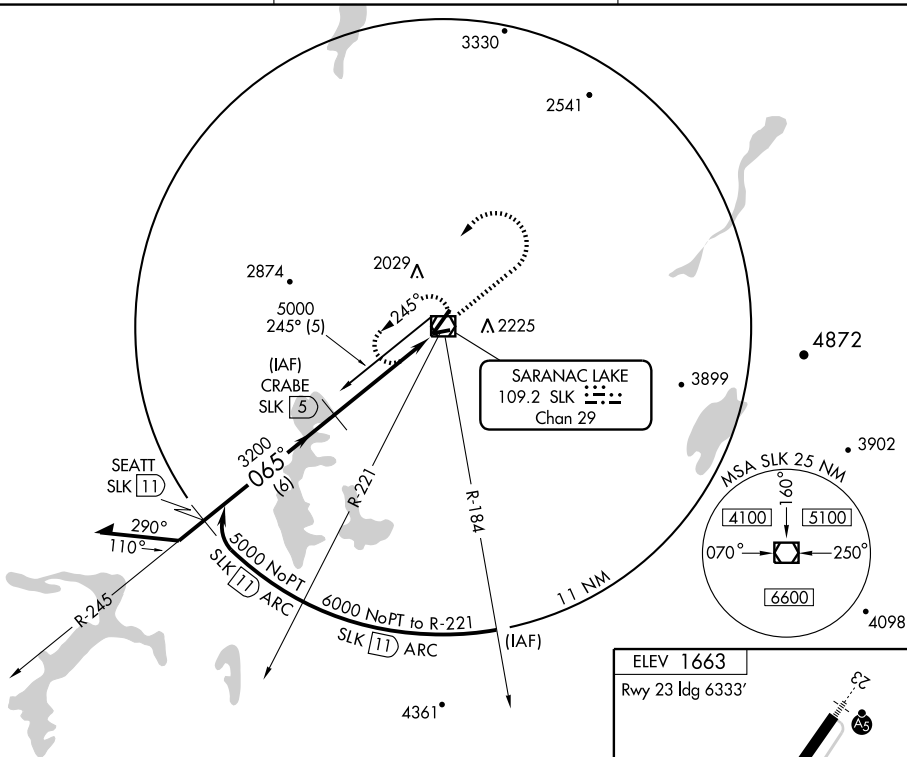 3330
2541
2874
2029
5000
245° (5)
245°
2225
4872
(IAF)
CRABE
SLK 5
SARANAC LAKE
109.2 SLK
Chan 29
3899
3902
3200
065°
(6)
SEATT
SLK 11
R-221
R-184
MSA SLK 25 NM
160°
4100
5100
070°
250°
6600
290°
110°
5000 NoPT
SLK 11 ARC
6000 NoPT to R-221
SLK 11 ARC
11 NM
(IAF)
R-245
4098
4361
ELEV 1663
Rwy 23 ldg 6333'
23
A5